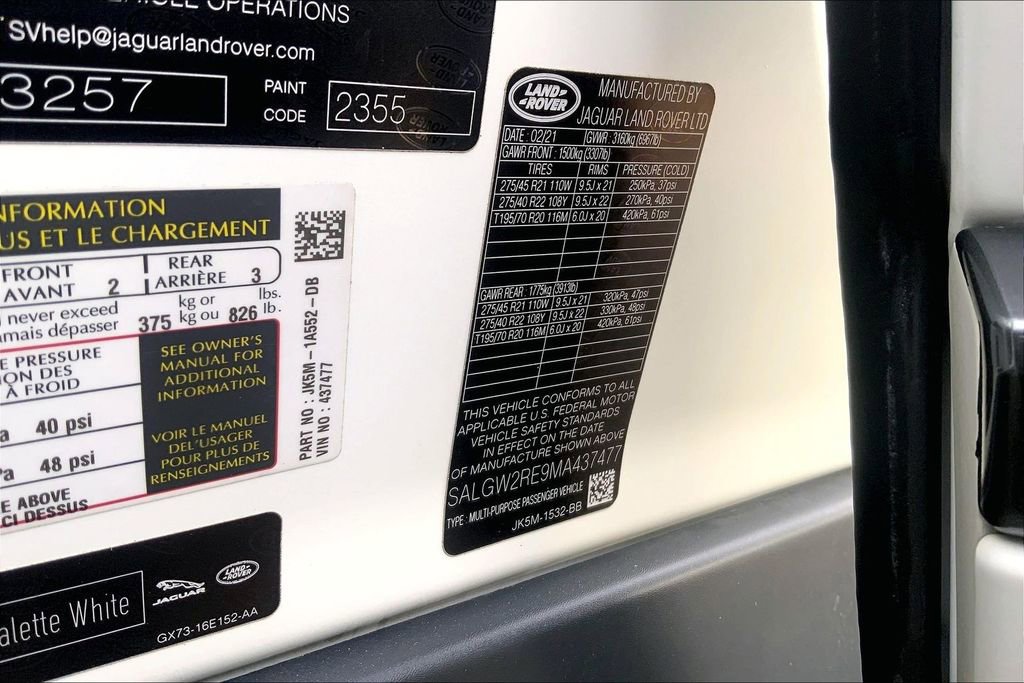 VEHICLE OPERATIONS
SVhelp@jaguarlandrover.com
3257
PAINT
CODE
2355
NFORMATION
US ET LE CHARGEMENT
FRONT
AVANT 2
REAR
ARRIÈRE 3
never exceed
amais dépasser 375 kg or
kg ou 826 lbs.
lb.
E PRESSURE
ON DES
À FROID
a 40 psi
a 48 psi
E ABOVE
CI DESSUS
SEE OWNER'S
MANUAL FOR
ADDITIONAL
INFORMATION
VOIR LE MANUEL
DEL'USAGER
POUR PLUS DE
RENSEIGNEMENTS
PART NO : JK5M-1A552-DB
VIN NO : 437477
alette White
JAGUAR
LAND-
ROVER
GX73-16E152-AA
LAND-
-ROVER
MANUFACTURED BY
JAGUAR LAND ROVER LTD
DATE : 02/21 GVWR : 3160kg (6967lb)
GAWR FRONT : 1500kg (3307lb)
TIRES RIMS PRESSURE (COLD)
275/45 R21 110W 9.5J x 21 250kPa, 37psi
275/40 R22 108Y 9.5J x 22 270kPa, 40psi
T195/70 R20 116M 6.0J x 20 420kPa, 61psi
GAWR REAR : 1775kg (3913lb)
275/45 R21 110W 9.5J x 21 320kPa, 47psi
275/40 R22 108Y 9.5J x 22 330kPa, 48psi
T195/70 R20 116M 6.0J x 20 420kPa, 61psi
THIS VEHICLE CONFORMS TO ALL
APPLICABLE U.S. FEDERAL MOTOR
VEHICLE SAFETY STANDARDS
IN EFFECT ON THE DATE
OF MANUFACTURE SHOWN ABOVE
SALGW2RE9MA437477
TYPE : MULTI-PURPOSE PASSENGER VEHICLE
JK5M-1532-BB